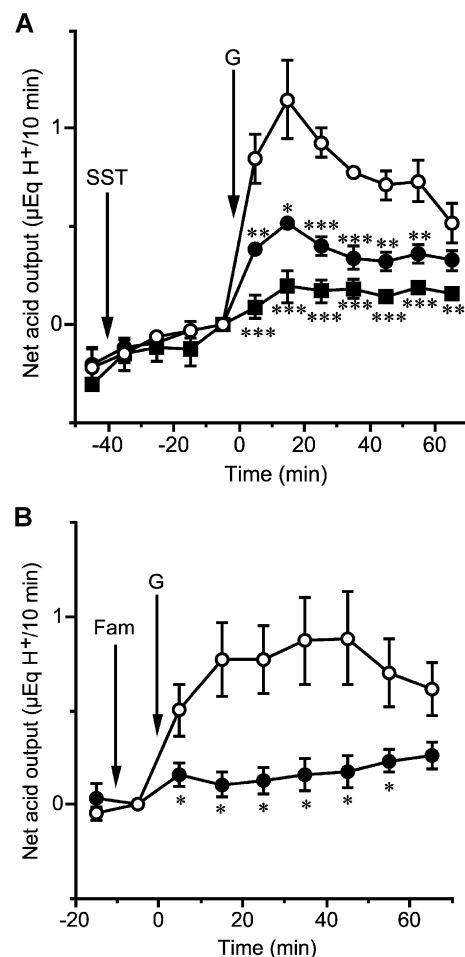 A
G
SST
Net acid output (µEq H+/10 min)
1
0
** * *** *** ** **
*** *** *** *** *** *** **
-40 -20 0 20 40 60
Time (min)
B
G
Fam
Net acid output (µEq H+/10 min)
1
0
* * * * * *
-20 0 20 40 60
Time (min)